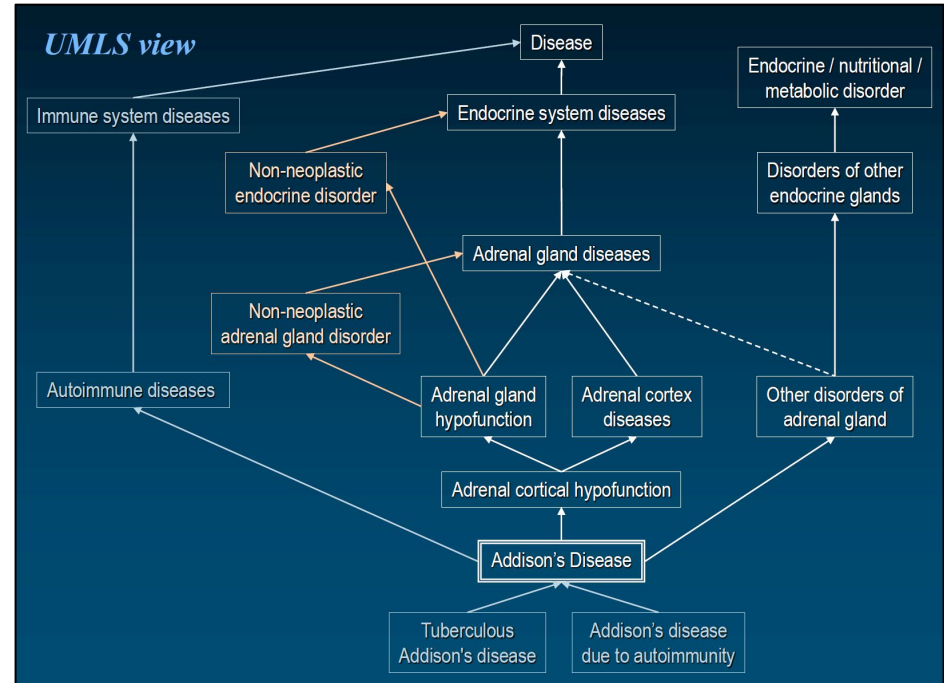 UMLS view
Disease
Endocrine / nutritional /
metabolic disorder
Immune system diseases
Endocrine system diseases
Non-neoplastic
endocrine disorder
Disorders of other
endocrine glands
Adrenal gland diseases
Non-neoplastic
adrenal gland disorder
Autoimmune diseases
Adrenal gland
hypofunction
Adrenal cortex
diseases
Other disorders of
adrenal gland
Adrenal cortical hypofunction
Addison’s Disease
Tuberculous
Addison's disease
Addison’s disease
due to autoimmunity